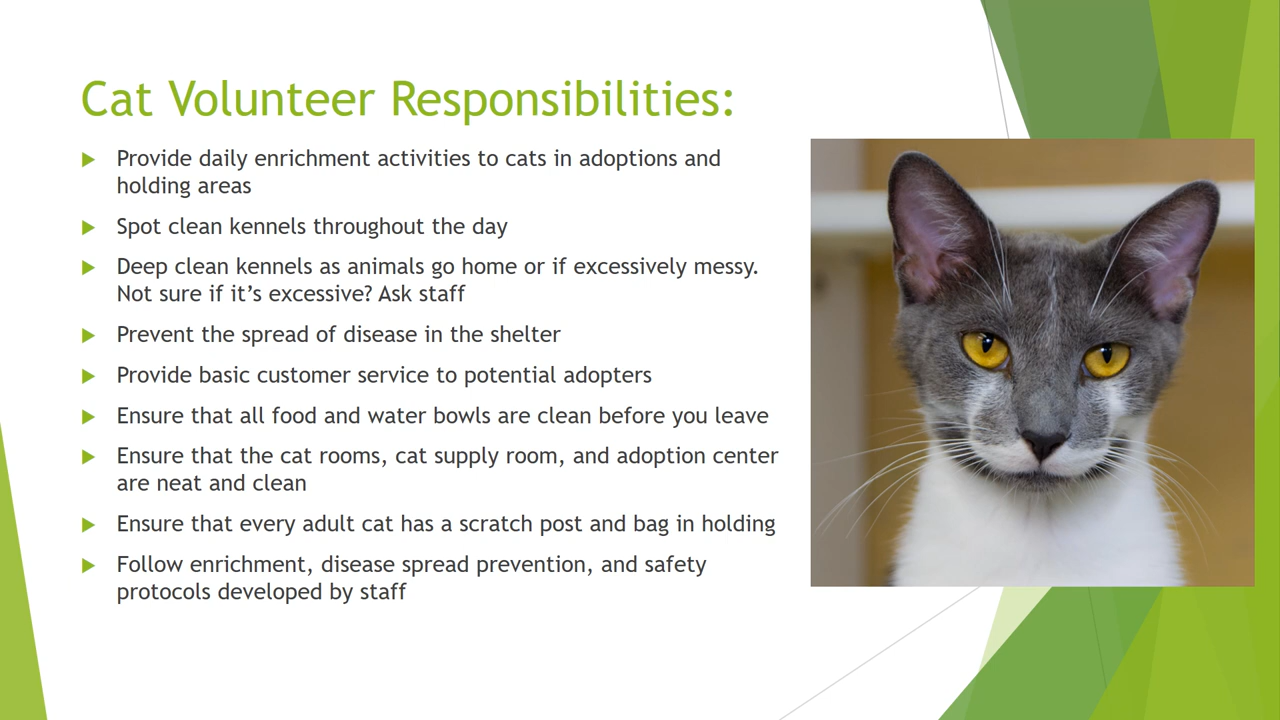 Cat Volunteer Responsibilities:
Provide daily enrichment activities to cats in adoptions and
holding areas
Spot clean kennels throughout the day
Deep clean kennels as animals go home or if excessively messy.
Not sure if it’s excessive? Ask staff
Prevent the spread of disease in the shelter
Provide basic customer service to potential adopters
Ensure that all food and water bowls are clean before you leave
Ensure that the cat rooms, cat supply room, and adoption center
are neat and clean
Ensure that every adult cat has a scratch post and bag in holding
Follow enrichment, disease spread prevention, and safety
protocols developed by staff